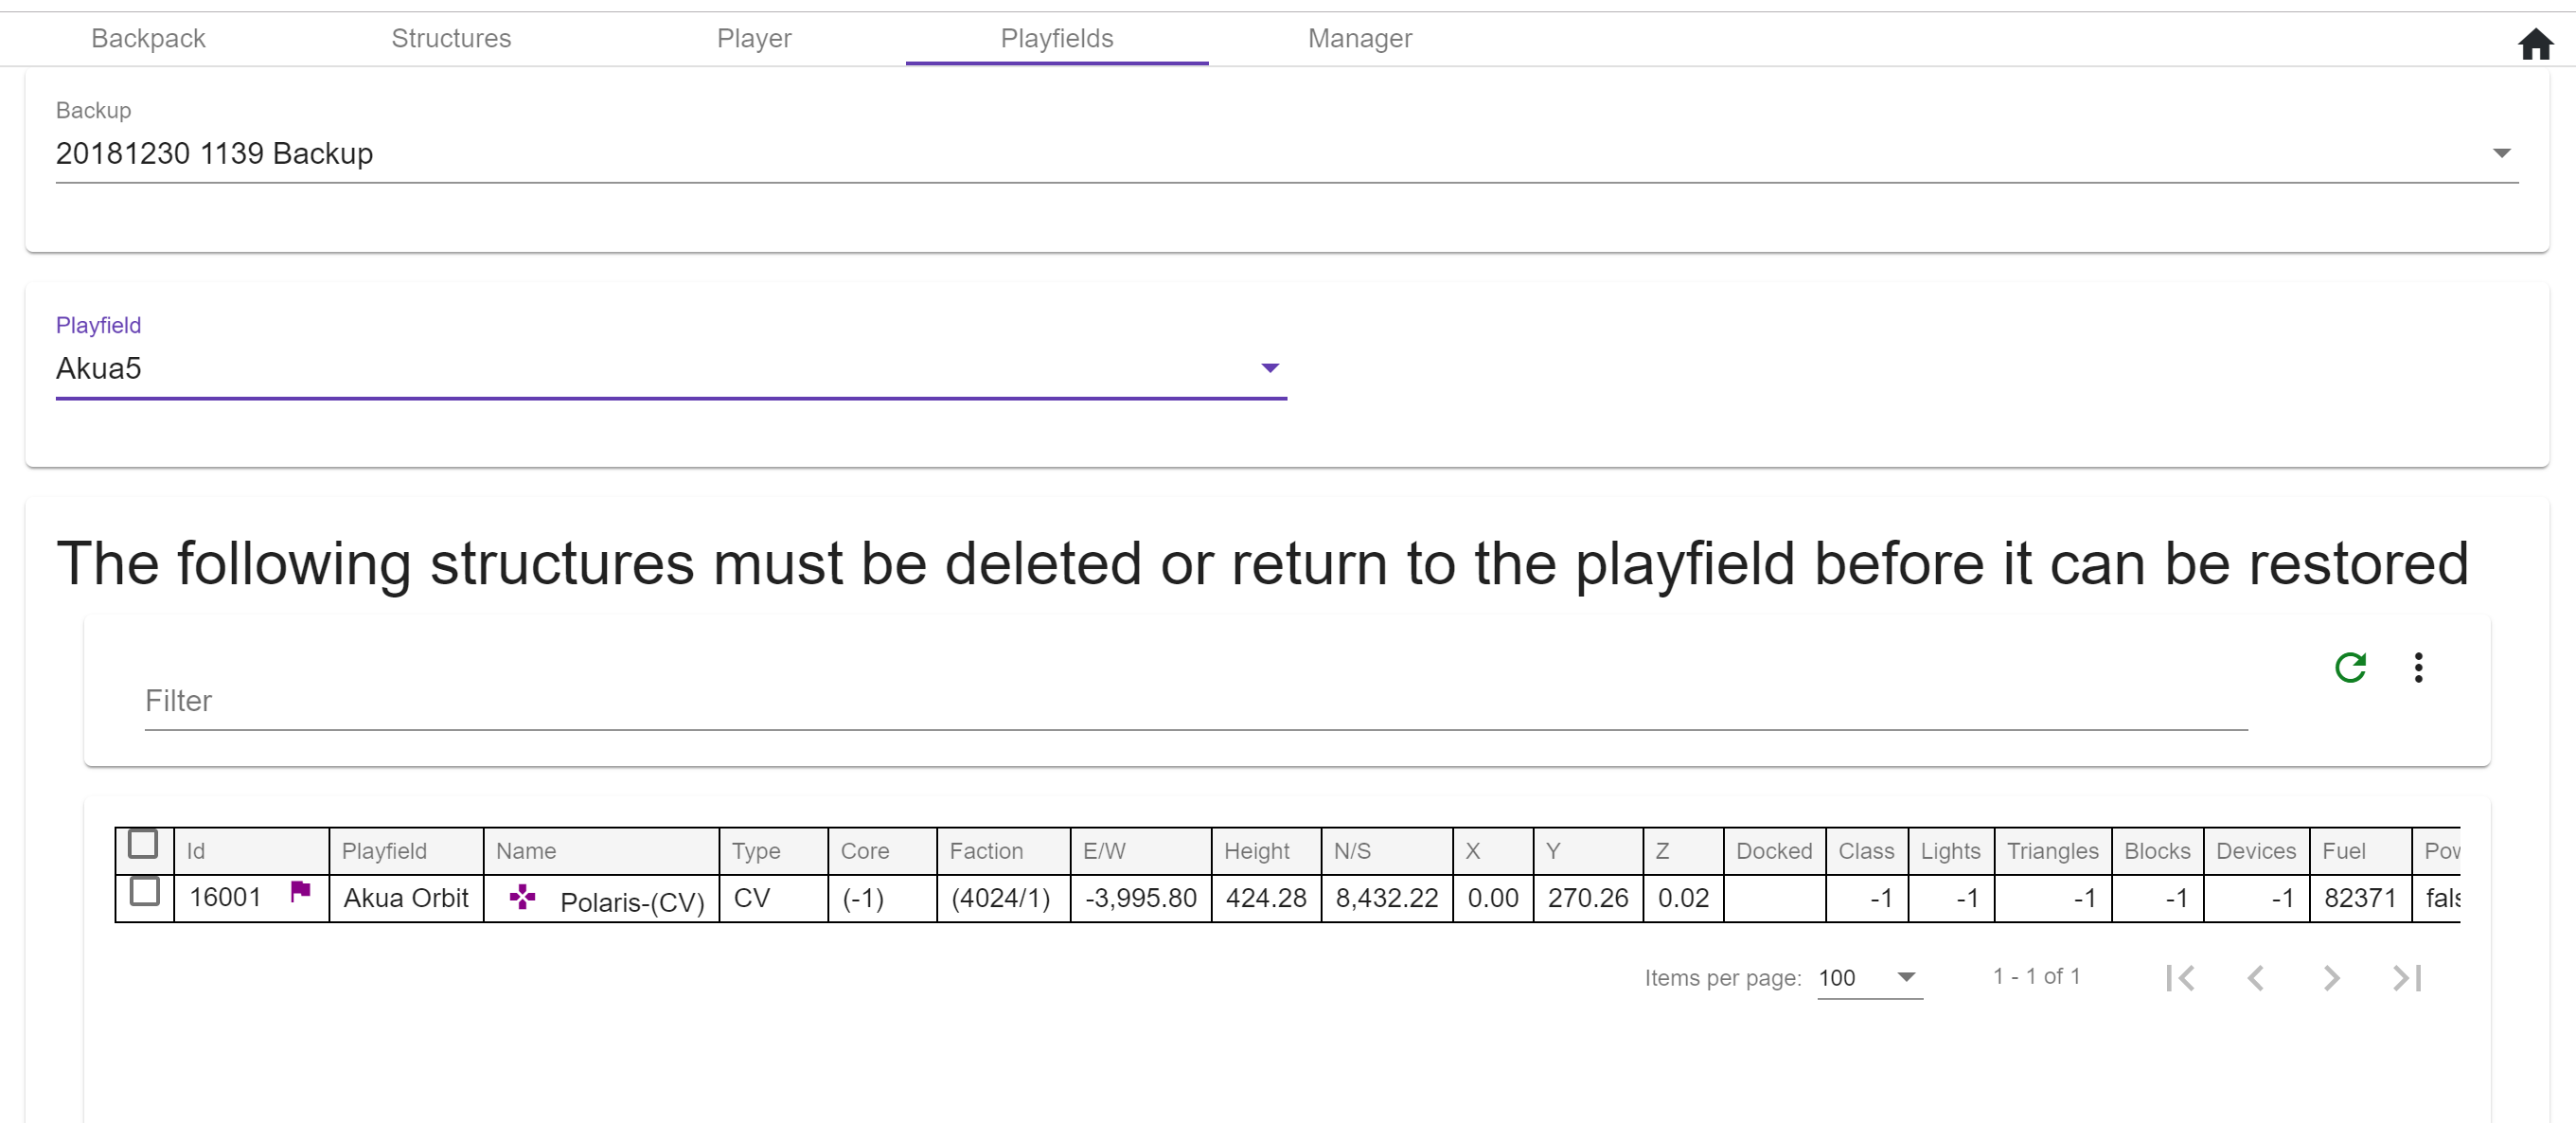 Backpack Structures Player Playfields Manager
Backup
20181230 1139 Backup
Playfield
Akua5
The following structures must be deleted or return to the playfield before it can be restored
Filter
Id Playfield Name Type Core Faction E/W Height N/S X Y Z Docked Class Lights Triangles Blocks Devices Fuel Pow
16001 Akua Orbit Polaris-(CV) CV (-1) (4024/1) -3,995.80 424.28 8,432.22 0.00 270.26 0.02 -1 -1 -1 -1 -1 82371 fals
Items per page: 100 1 - 1 of 1